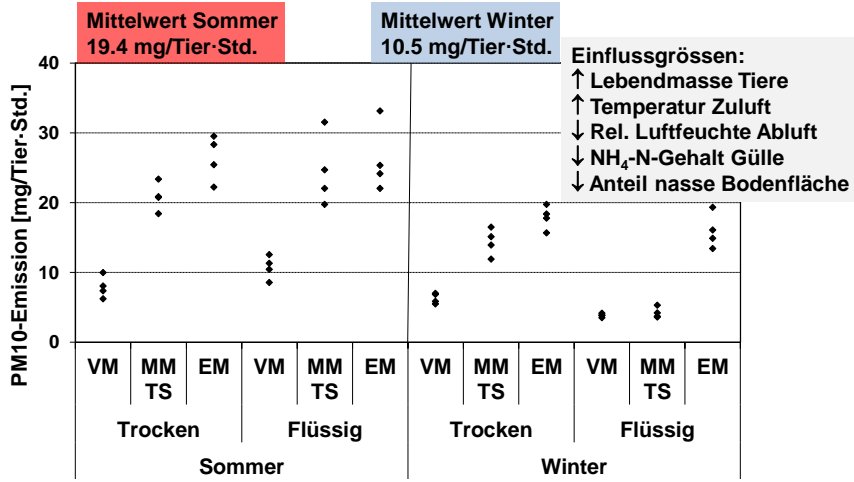 Mittelwert Sommer
19.4 mg/Tier·Std.
Mittelwert Winter
10.5 mg/Tier·Std.
Einflussgrössen:
↑ Lebendmasse Tiere
↑ Temperatur Zuluft
↓ Rel. Luftfeuchte Abluft
↓ NH₄-N-Gehalt Gülle
↓ Anteil nasse Bodenfläche
PM10-Emission [mg/Tier·Std.]
40
30
20
10
0
VM MM EM VM MM EM VM MM EM VM MM EM
TS TS TS TS
Trocken Flüssig Trocken Flüssig
Sommer Winter